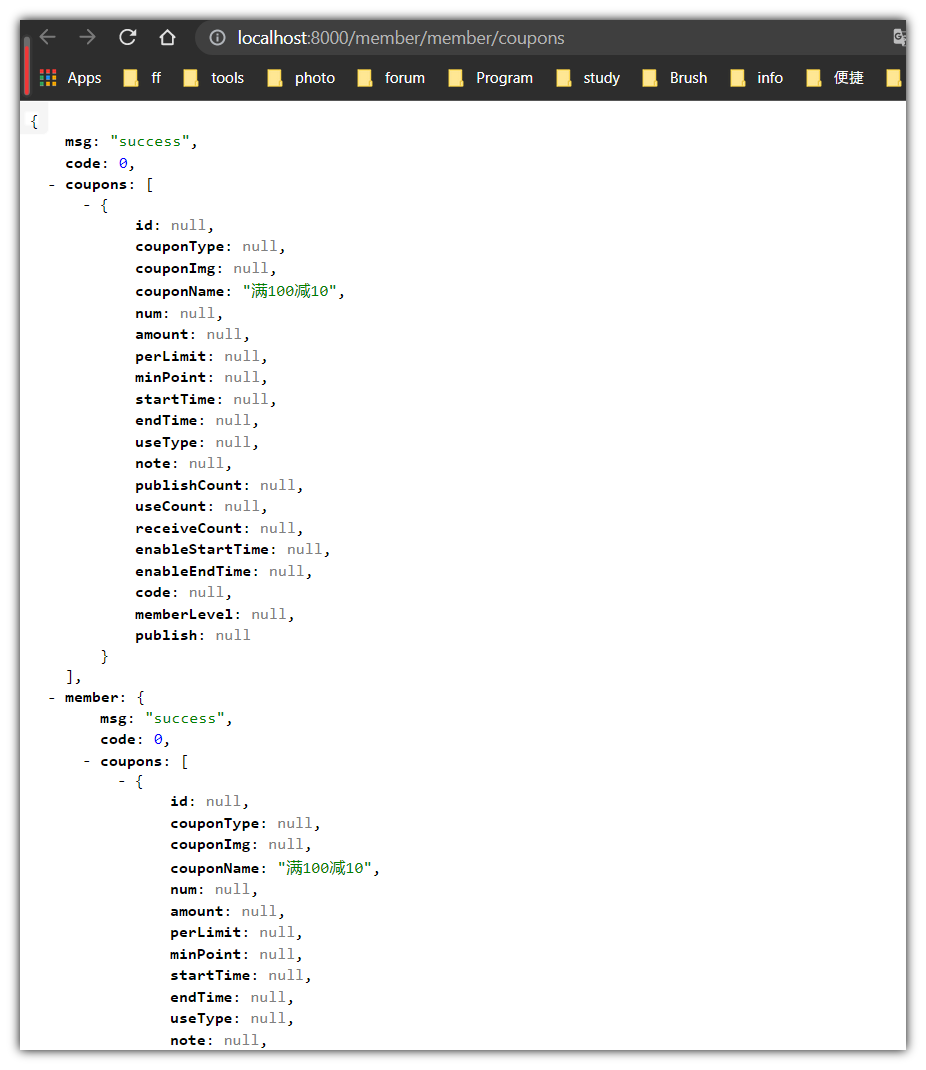 localhost:8000/member/member/coupons
Apps ff tools photo forum Program study Brush info 便捷
{
msg: "success",
code: 0,
- coupons: [
- {
id: null,
couponType: null,
couponImg: null,
couponName: "满100减10",
num: null,
amount: null,
perLimit: null,
minPoint: null,
startTime: null,
endTime: null,
useType: null,
note: null,
publishCount: null,
useCount: null,
receiveCount: null,
enableStartTime: null,
enableEndTime: null,
code: null,
memberLevel: null,
publish: null
}
],
- member: {
msg: "success",
code: 0,
- coupons: [
- {
id: null,
couponType: null,
couponImg: null,
couponName: "满100减10",
num: null,
amount: null,
perLimit: null,
minPoint: null,
startTime: null,
endTime: null,
useType: null,
note: null,